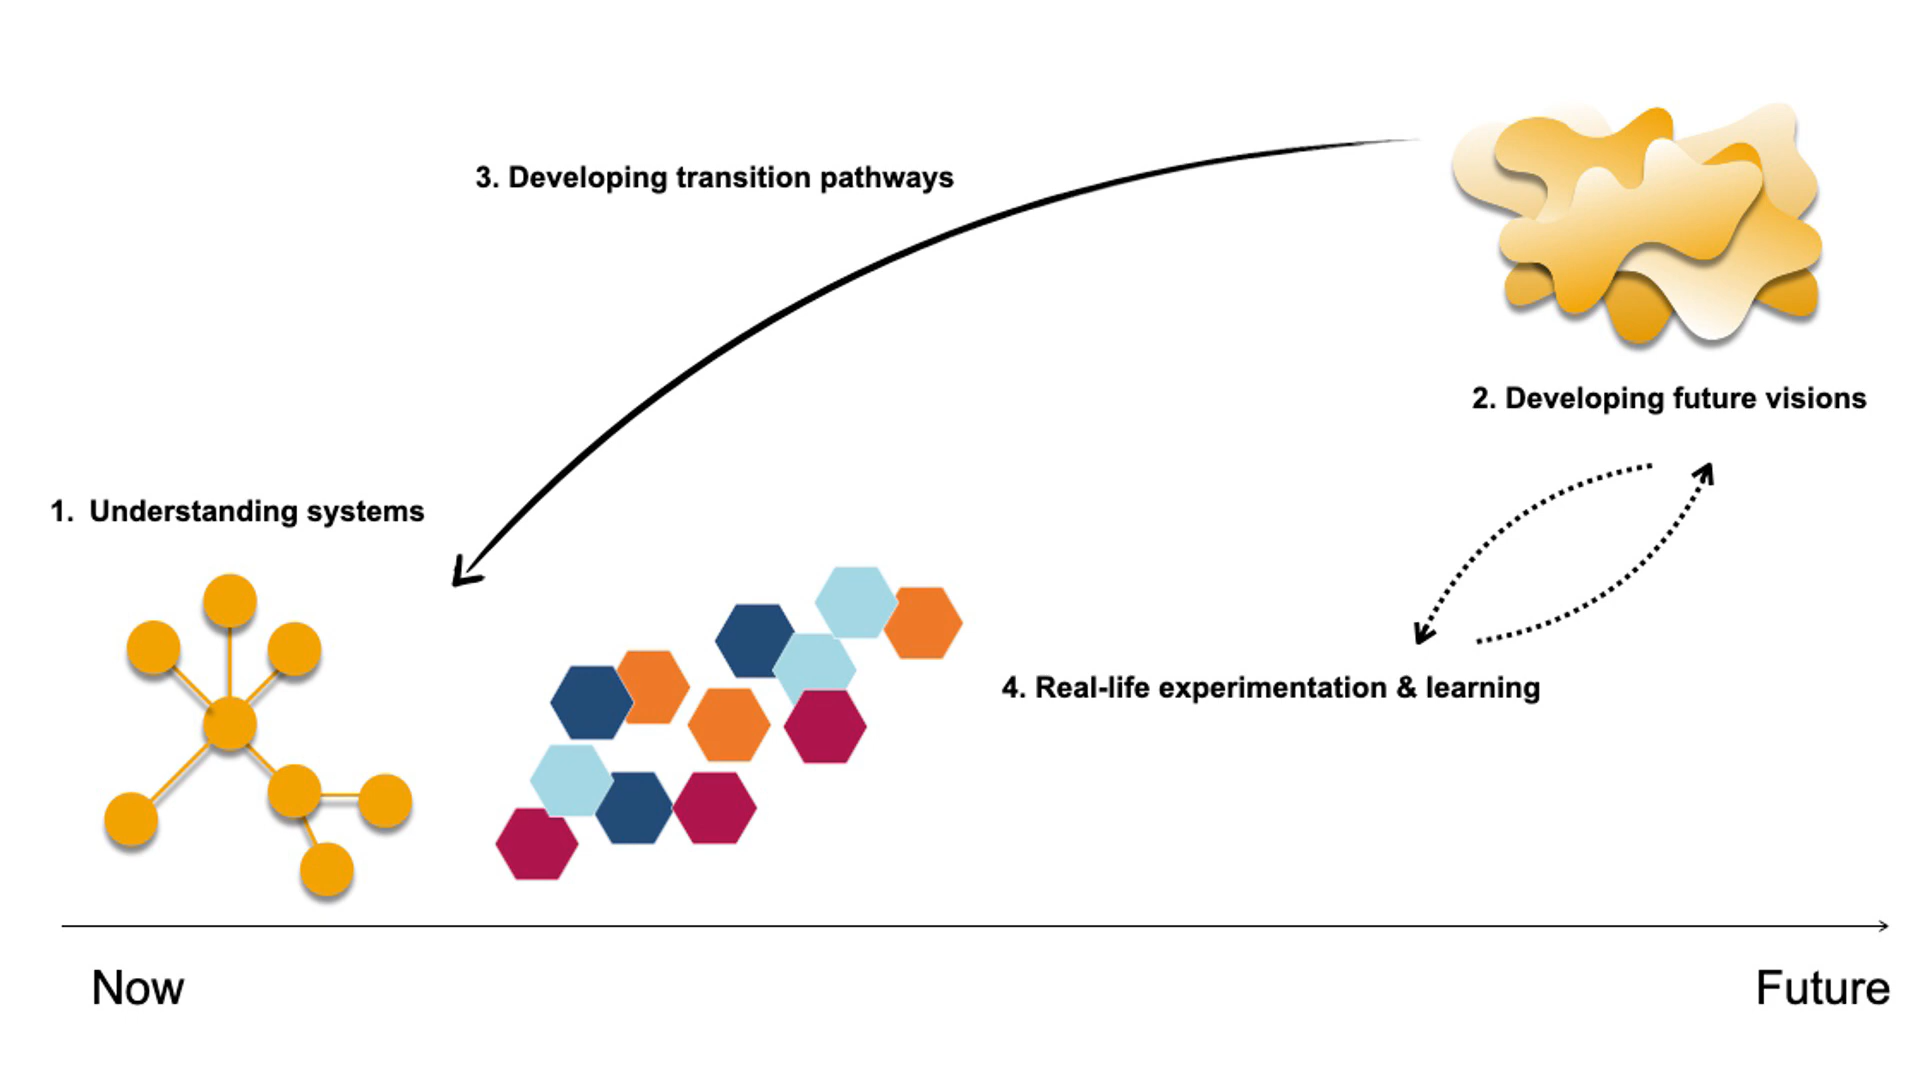 3. Developing transition pathways
2. Developing future visions
1. Understanding systems
4. Real-life experimentation & learning
Now
Future